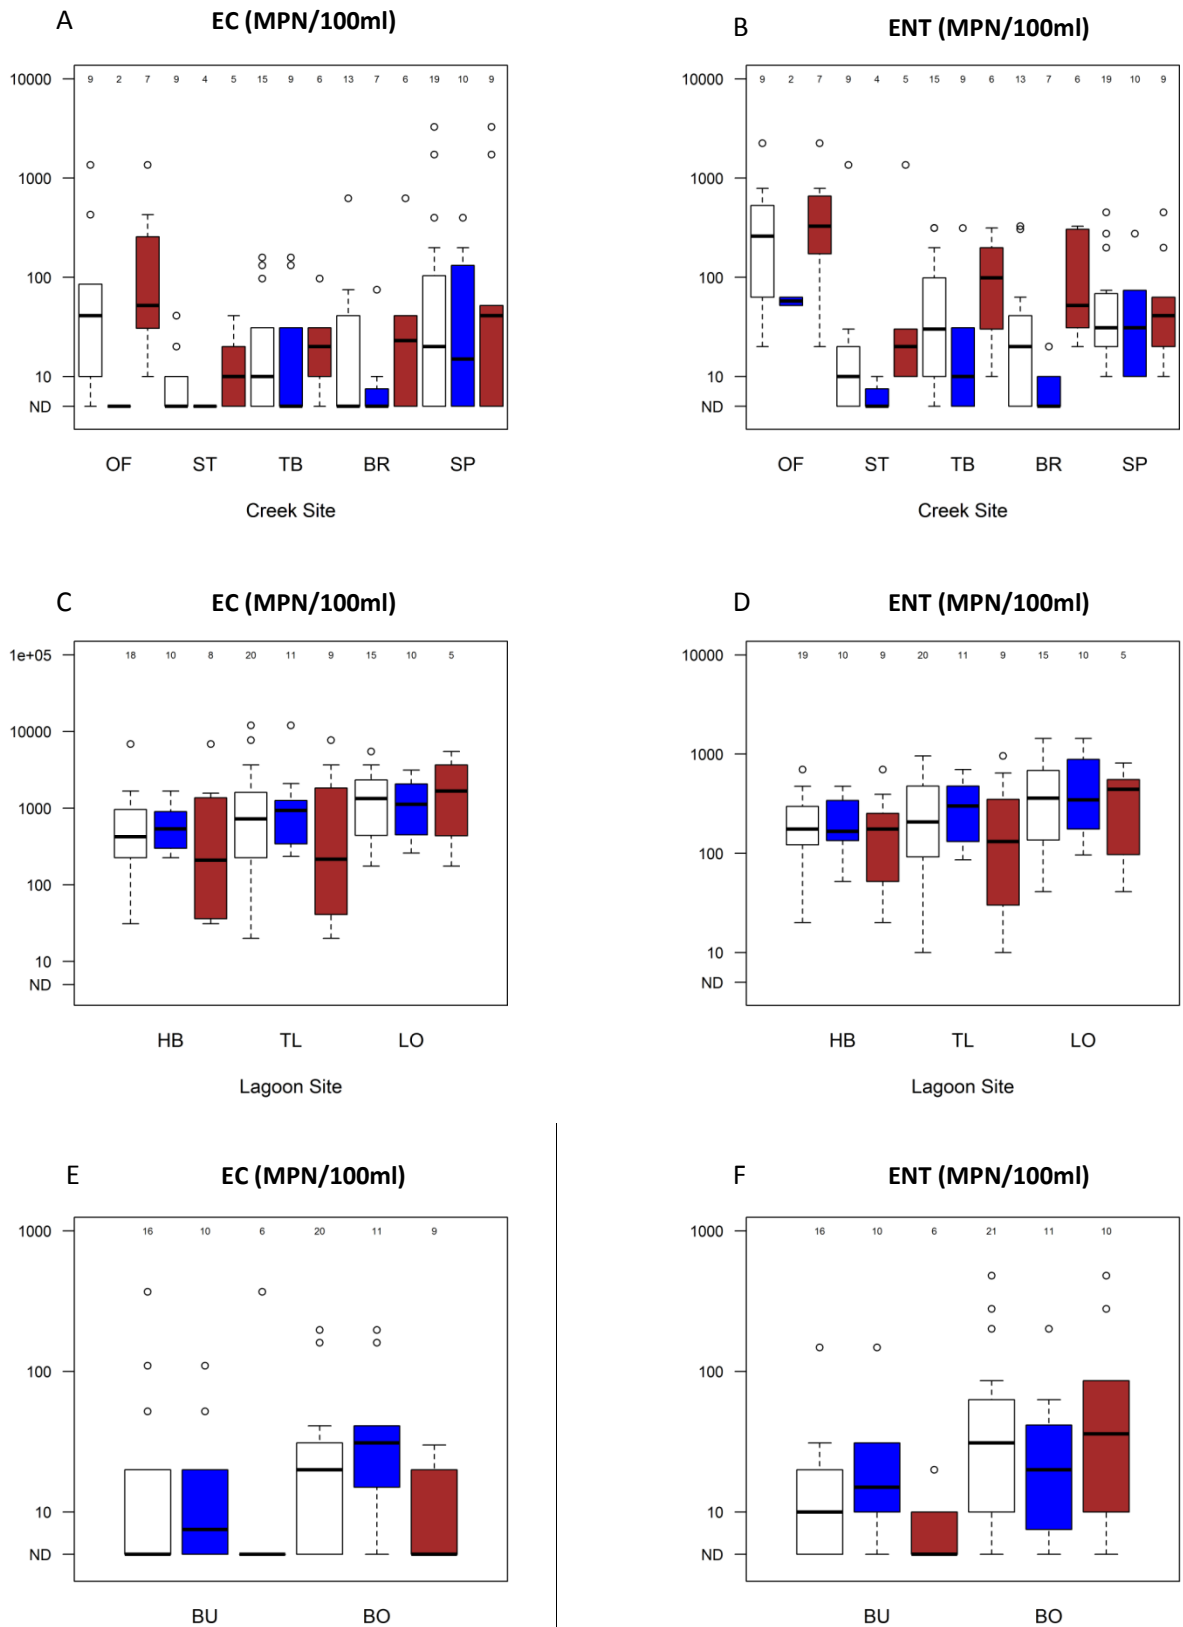 A EC (MPN/100ml)
10000 9 2 7 9 4 5 15 9 6 13 7 6 19 10 9
1000
100
10
ND
OF ST TB BR SP
Creek Site
B ENT (MPN/100ml)
10000 9 2 7 9 4 5 15 9 6 13 7 6 19 10 9
1000
100
10
ND
OF ST TB BR SP
Creek Site
C EC (MPN/100ml)
1e+05 18 10 8 20 11 9 15 10 5
10000
1000
100
10
ND
HB TL LO
Lagoon Site
D ENT (MPN/100ml)
10000 19 10 9 20 11 9 15 10 5
1000
100
10
ND
HB TL LO
Lagoon Site
E EC (MPN/100ml)
1000 16 10 6 20 11 9
100
10
ND
BU BO
F ENT (MPN/100ml)
1000 16 10 6 21 11 10
100
10
ND
BU BO